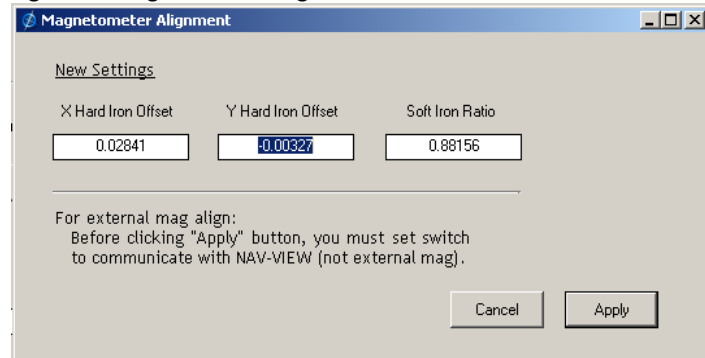 Magnetometer Alignment
New Settings
X Hard Iron Offset Y Hard Iron Offset Soft Iron Ratio
0.02841 -0.00327 0.88156
For external mag align:
Before clicking "Apply" button, you must set switch
to communicate with NAV-VIEW (not external mag).
Cancel Apply